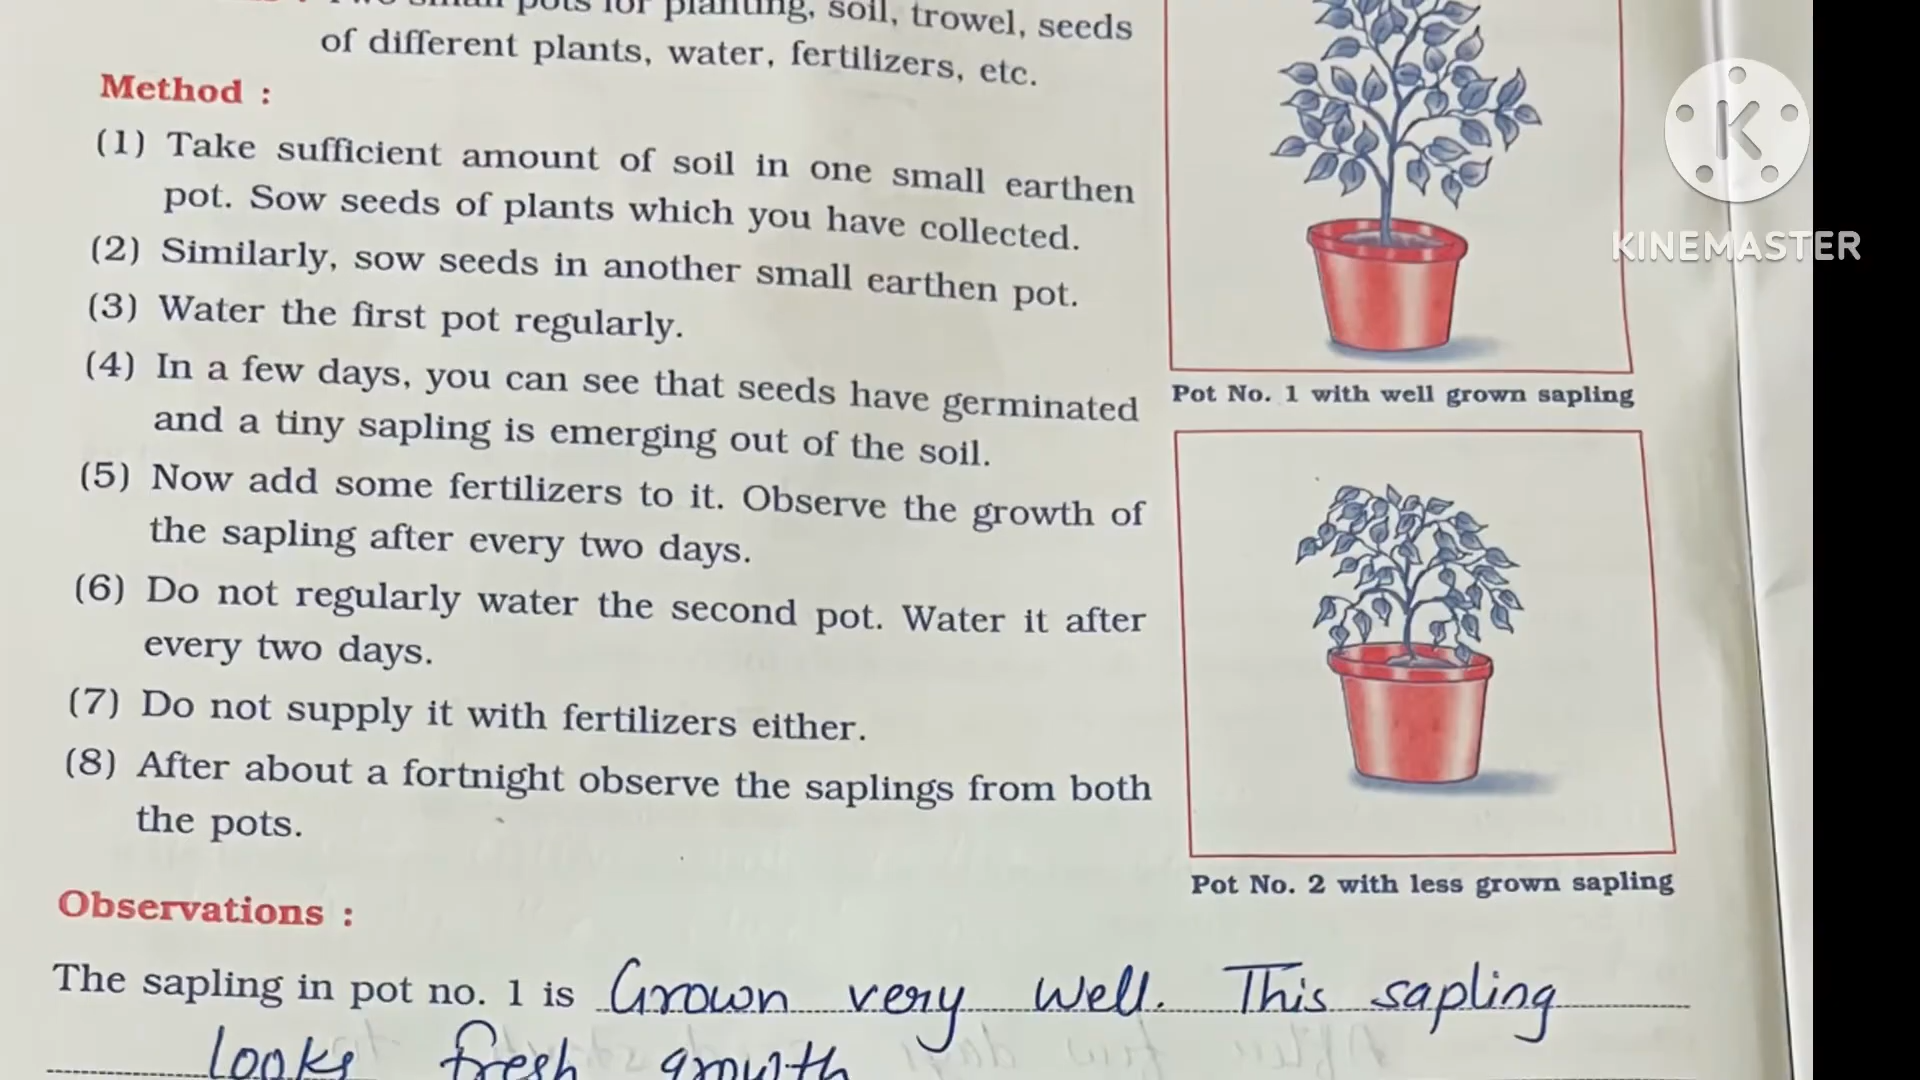 small pots for planting, soil, trowel, seeds
of different plants, water, fertilizers, etc.
Method :
(1) Take sufficient amount of soil in one small earthen
pot. Sow seeds of plants which you have collected.
(2) Similarly, sow seeds in another small earthen pot.
(3) Water the first pot regularly.
(4) In a few days, you can see that seeds have germinated
and a tiny sapling is emerging out of the soil.
(5) Now add some fertilizers to it. Observe the growth of
the sapling after every two days.
(6) Do not regularly water the second pot. Water it after
every two days.
(7) Do not supply it with fertilizers either.
(8) After about a fortnight observe the saplings from both
the pots.
Pot No. 1 with well grown sapling
Pot No. 2 with less grown sapling
K
KINEMASTER
Observations :
The sapling in pot no. 1 is Grown very well. This sapling
looks fresh growth